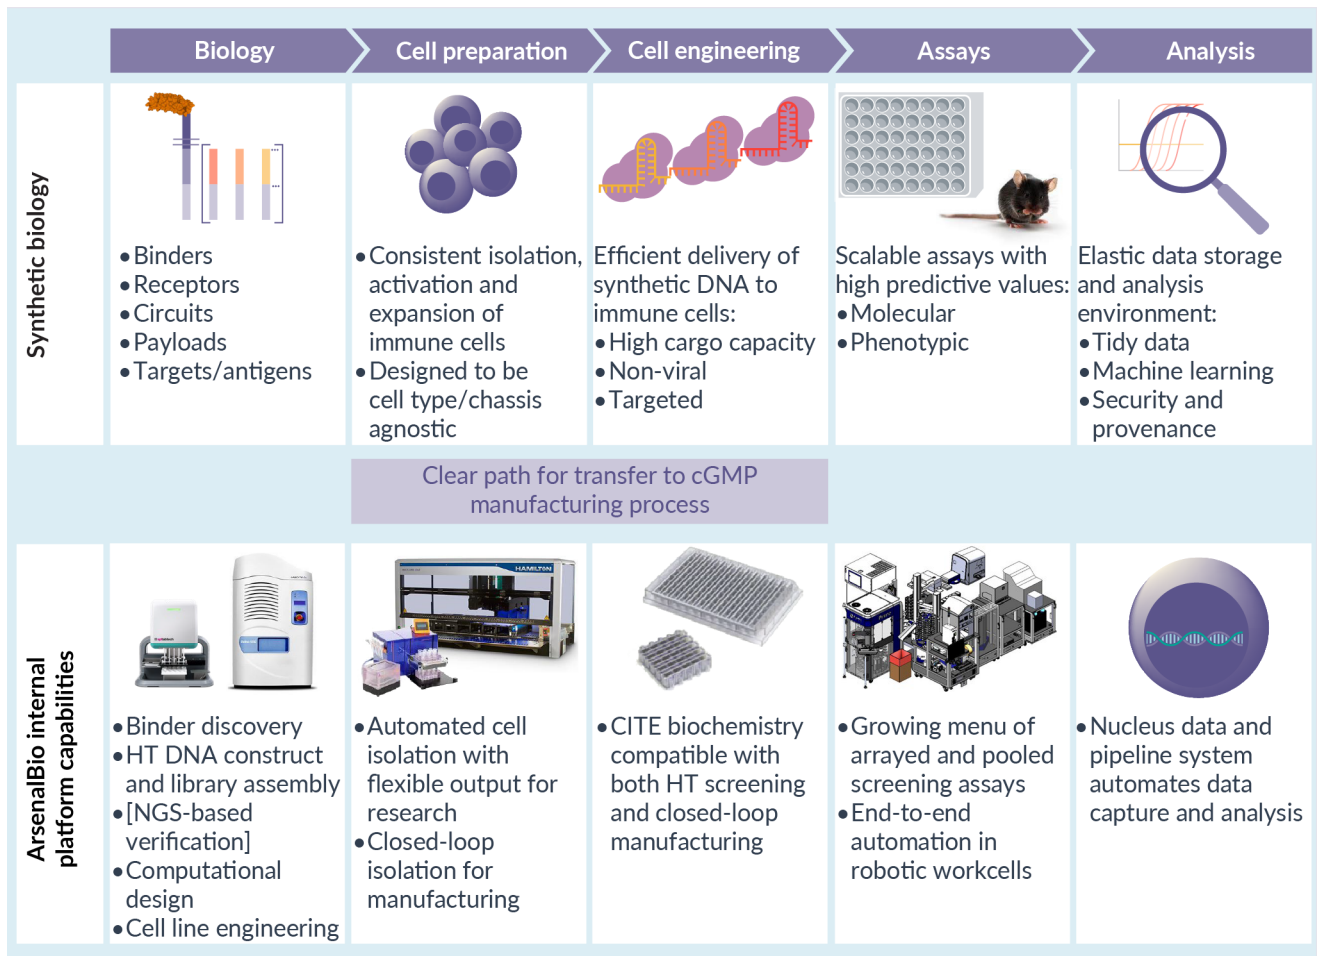 Biology
Cell preparation
Cell engineering
Assays
Analysis
Synthetic biology
•Binders
•Receptors
•Circuits
•Payloads
•Targets/antigens
•Consistent isolation,
activation and
expansion of
immune cells
•Designed to be
cell type/chassis
agnostic
Efficient delivery of
synthetic DNA to
immune cells:
•High cargo capacity
•Non-viral
•Targeted
Scalable assays with
high predictive values:
•Molecular
•Phenotypic
Elastic data storage
and analysis
environment:
•Tidy data
•Machine learning
•Security and
provenance
Clear path for transfer to cGMP
manufacturing process
ArsenalBio internal
platform capabilities
•Binder discovery
•HT DNA construct
and library assembly
•[NGS-based
verification]
•Computational
design
•Cell line engineering
HAMILTON
•Automated cell
isolation with
flexible output for
research
•Closed-loop
isolation for
manufacturing
•CITE biochemistry
compatible with
both HT screening
and closed-loop
manufacturing
•Growing menu of
arrayed and pooled
screening assays
•End-to-end
automation in
robotic workcells
•Nucleus data and
pipeline system
automates data
capture and analysis